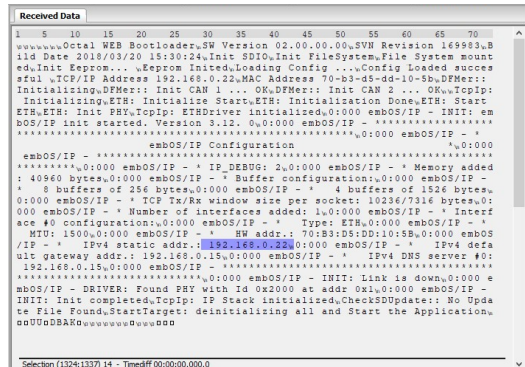 Received Data
1 5 10 15 20 25 30 35 40 45 50 55 60 65 70
Octal WEB Bootloader SW Version 02.00.00.00 SVN Revision 169983 B
ild Date 2018/03/20 15:30:24 Init SDIO Init FileSystem File System mount
ed Init Eeprom... Eeprom Inited Loading Config ... Config Loaded succes
sful TCP/IP Address 192.168.0.22 MAC Address 70-b3-d5-dd-10-5b DFMer::
Initializing DFMer:: Init CAN 1 ... OK DFMer:: Init CAN 2 ... OK TcpIp:
Initializing ETH: Initialize Start ETH: Initialization Done ETH: Start
ETH ETH: Init PHY TcpIp: ETHDriver initialized 0:000 embOS/IP - INIT: em
bOS/IP init started. Version 3.12. 0 0:000 embOS/IP - ******************
************************************************* 0:000 embOS/IP - *
embOS/IP Configuration * 0:000
embOS/IP - *************************************************************
********* 0:000 embOS/IP - * IP_DEBUG: 2 0:000 embOS/IP - * Memory added
: 40960 bytes 0:000 embOS/IP - * Buffer configuration: 0:000 embOS/IP -
* 8 buffers of 256 bytes 0:000 embOS/IP - * 4 buffers of 1526 bytes
0:000 embOS/IP - * TCP Tx/Rx window size per socket: 10236/7316 bytes 0:
000 embOS/IP - * Number of interfaces added: 1 0:000 embOS/IP - * Interf
ace #0 configuration: 0:000 embOS/IP - * Type: ETH 0:000 embOS/IP - *
MTU: 1500 0:000 embOS/IP - * HW addr.: 70:B3:D5:DD:10:5B 0:000 embOS
/IP - * IPv4 static addr.: 192.168.0.22 0:000 embOS/IP - * IPv4 defa
ult gateway addr.: 192.168.0.15 0:000 embOS/IP - * IPv4 DNS server #0:
192.168.0.15 0:000 embOS/IP - ******************************************
*************************** 0:000 embOS/IP - INIT: Link is down 0:000 e
mbOS/IP - DRIVER: Found PHY with Id 0x2000 at addr 0x1 0:000 embOS/IP -
INIT: Init completed TcpIp: IP Stack initialized CheckSDUpdate:: No Upda
te File Found StartTarget: deinitializing all and Start the Application
UU DBAK
Selection (1324:1337) 14 - Timediff 00:00:00.000.0